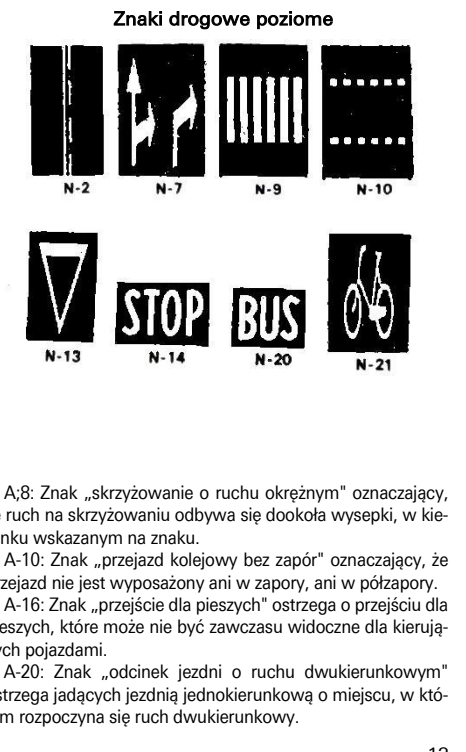 Znaki drogowe poziome
N-2 N-7 N-9 N-10
STOP BUS
N-13 N-14 N-20 N-21
A;8: Znak „skrzyżowanie o ruchu okrężnym" oznaczający,
ruch na skrzyżowaniu odbywa się dookoła wysepki, w kie-
nku wskazanym na znaku.
A-10: Znak „przejazd kolejowy bez zapór" oznaczający, że
zejazd nie jest wyposażony ani w zapory, ani w półzapory.
A-16: Znak „przejście dla pieszych" ostrzega o przejściu dla
eszych, które może nie być zawczasu widoczne dla kierują-
ych pojazdami.
A-20: Znak „odcinek jezdni o ruchu dwukierunkowym"
strzega jadących jezdnią jednokierunkową o miejscu, w któ-
m rozpoczyna się ruch dwukierunkowy.